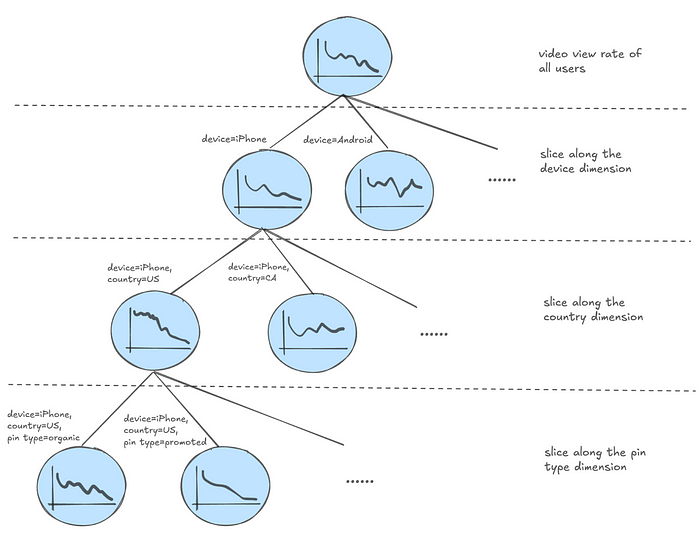 video view rate of
all users
device=iPhone
device=Android
slice along the
device dimension
......
device=iPhone,
country=US
device=iPhone,
country=CA
slice along the
country dimension
......
device=iPhone,
country=US,
pin type=organic
device=iPhone,
country=US,
pin type=promoted
slice along the pin
type dimension
......